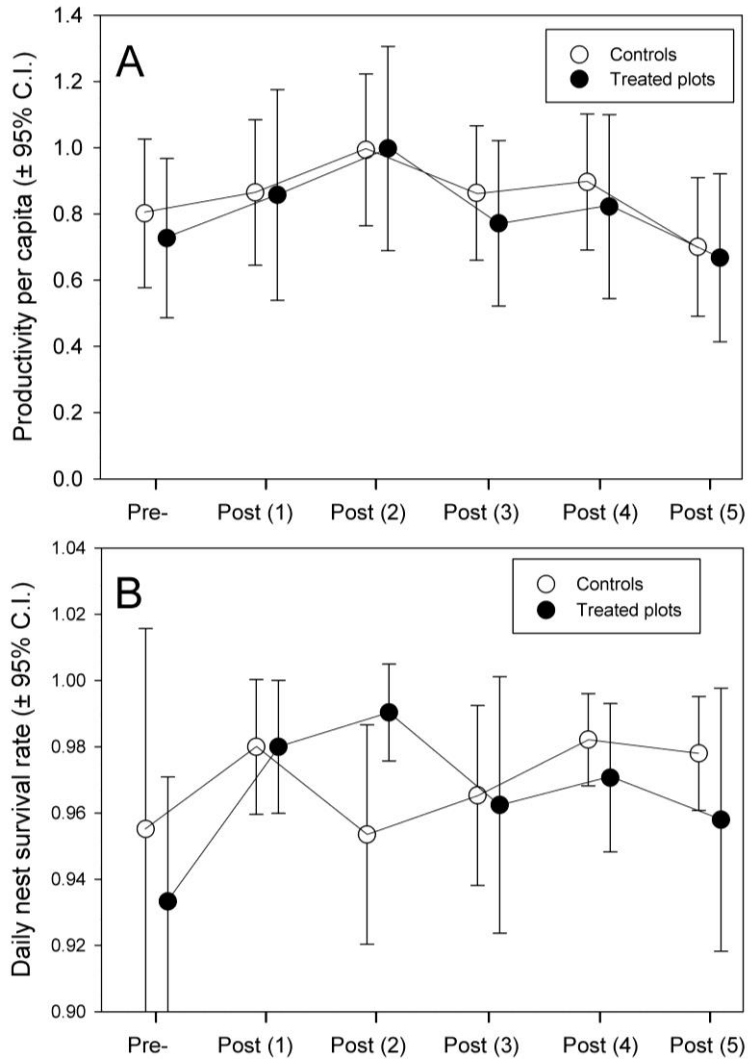 A
Controls
Treated plots
Productivity per capita (± 95% C.I.)
1.4
1.2
1.0
0.8
0.6
0.4
0.2
0.0
Pre- Post (1) Post (2) Post (3) Post (4) Post (5)
B
Controls
Treated plots
Daily nest survival rate (± 95% C.I.)
1.04
1.02
1.00
0.98
0.96
0.94
0.92
0.90
Pre- Post (1) Post (2) Post (3) Post (4) Post (5)